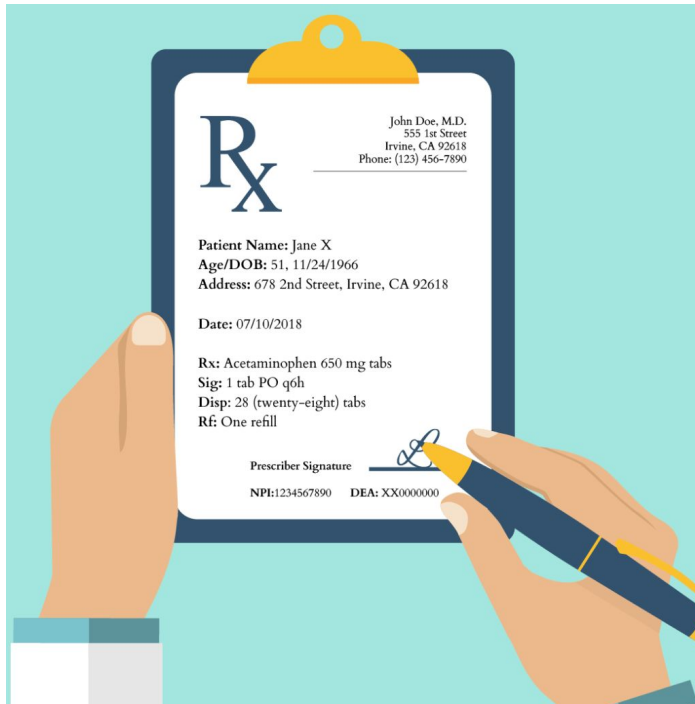 Rx
John Doe, M.D.
555 1st Street
Irvine, CA 92618
Phone: (123) 456-7890
Patient Name: Jane X
Age/DOB: 51, 11/24/1966
Address: 678 2nd Street, Irvine, CA 92618
Date: 07/10/2018
Rx: Acetaminophen 650 mg tabs
Sig: 1 tab PO q6h
Disp: 28 (twenty-eight) tabs
Rf: One refill
Prescriber Signature
NPI:1234567890 DEA: XX0000000